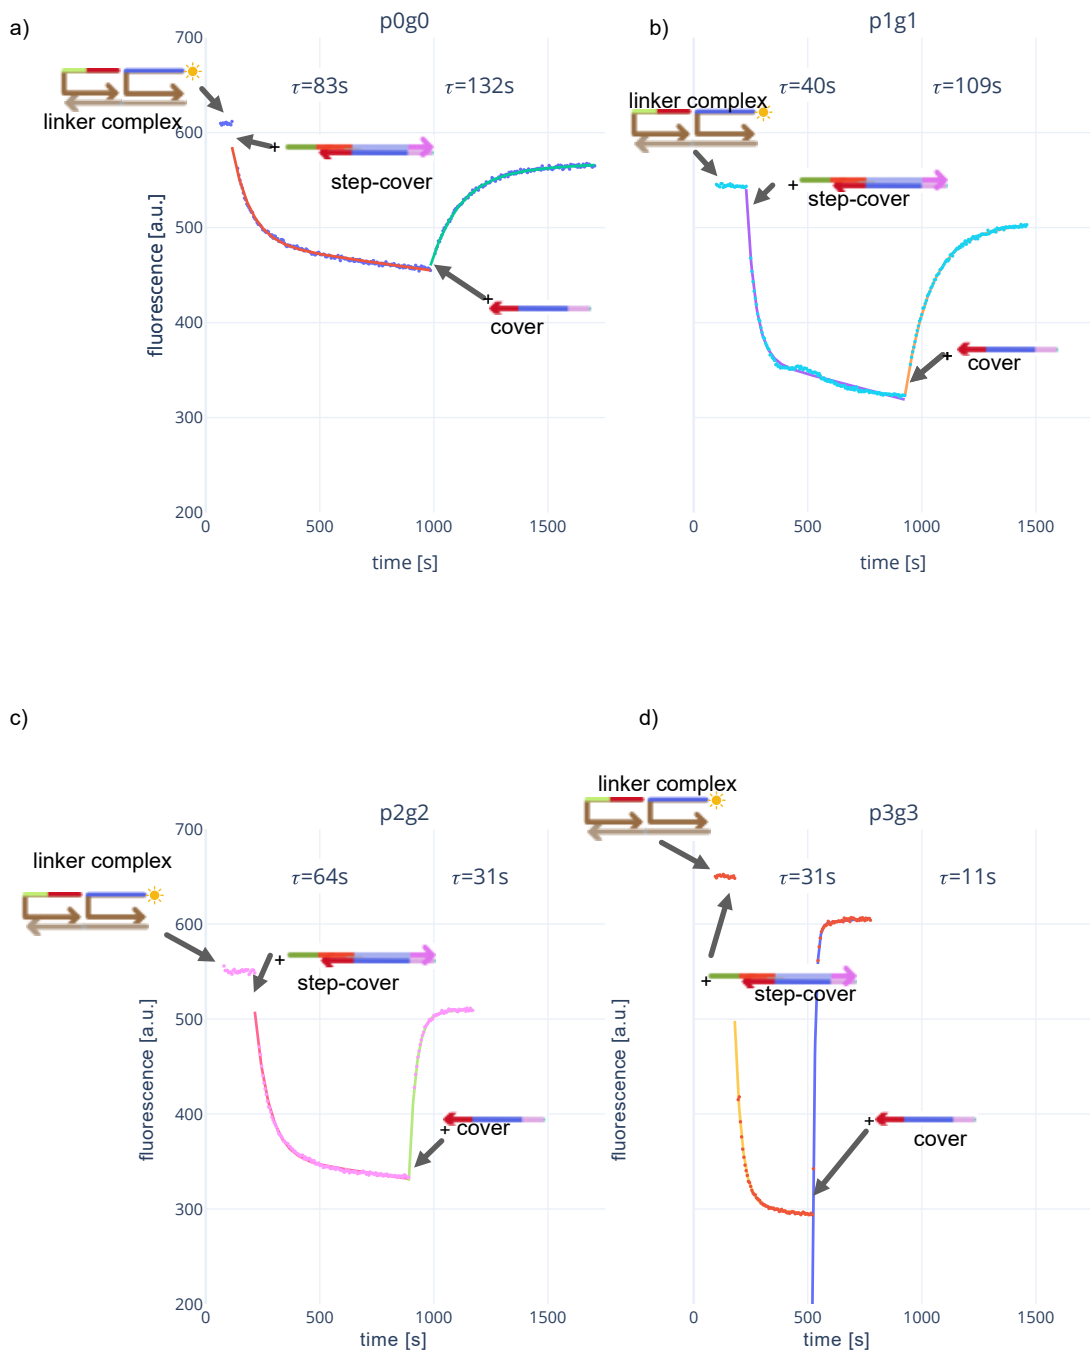 a)
p0g0
700
600
500
400
300
200
0
500
1000
1500
fluorescence [a.u.]
time [s]
τ=83s
τ=132s
linker complex
+
step-cover
+
cover
b)
p1g1
τ=40s
τ=109s
linker complex
+
step-cover
+
cover
0
500
1000
1500
time [s]
c)
p2g2
700
600
500
400
300
200
0
500
1000
1500
fluorescence [a.u.]
time [s]
τ=64s
τ=31s
linker complex
+
step-cover
+
cover
d)
p3g3
τ=31s
τ=11s
linker complex
+
step-cover
+
cover
fluorescence [a.u.]
0
500
1000
1500
time [s]